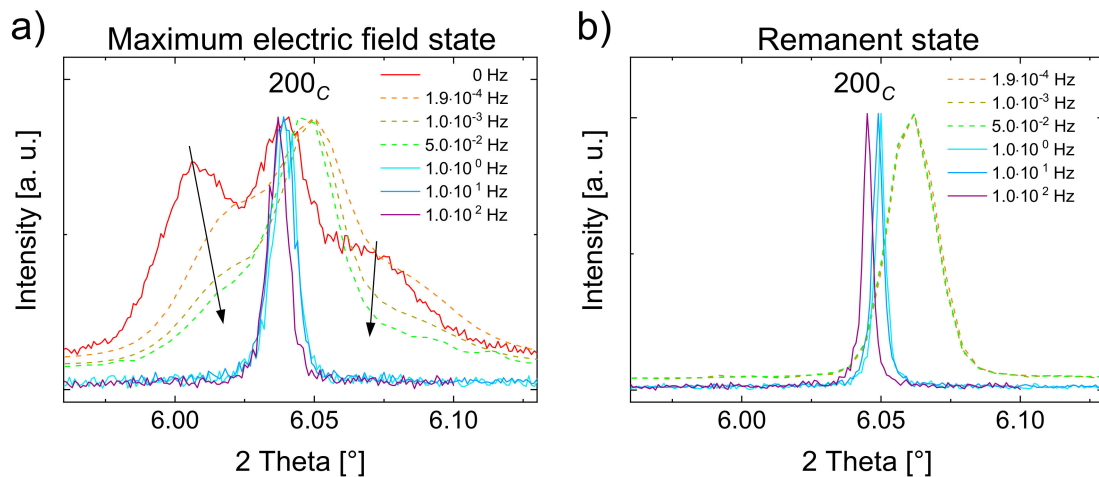 a)
Maximum electric field state
200C
0 Hz
1.9·10-4 Hz
1.0·10-3 Hz
5.0·10-2 Hz
1.0·10 0 Hz
1.0·10 1 Hz
1.0·10 2 Hz
Intensity [a. u.]
6.00 6.05 6.10
2 Theta [°]
b)
Remanent state
200C
1.9·10-4 Hz
1.0·10-3 Hz
5.0·10-2 Hz
1.0·10 0 Hz
1.0·10 1 Hz
1.0·10 2 Hz
Intensity [a. u.]
6.00 6.05 6.10
2 Theta [°]